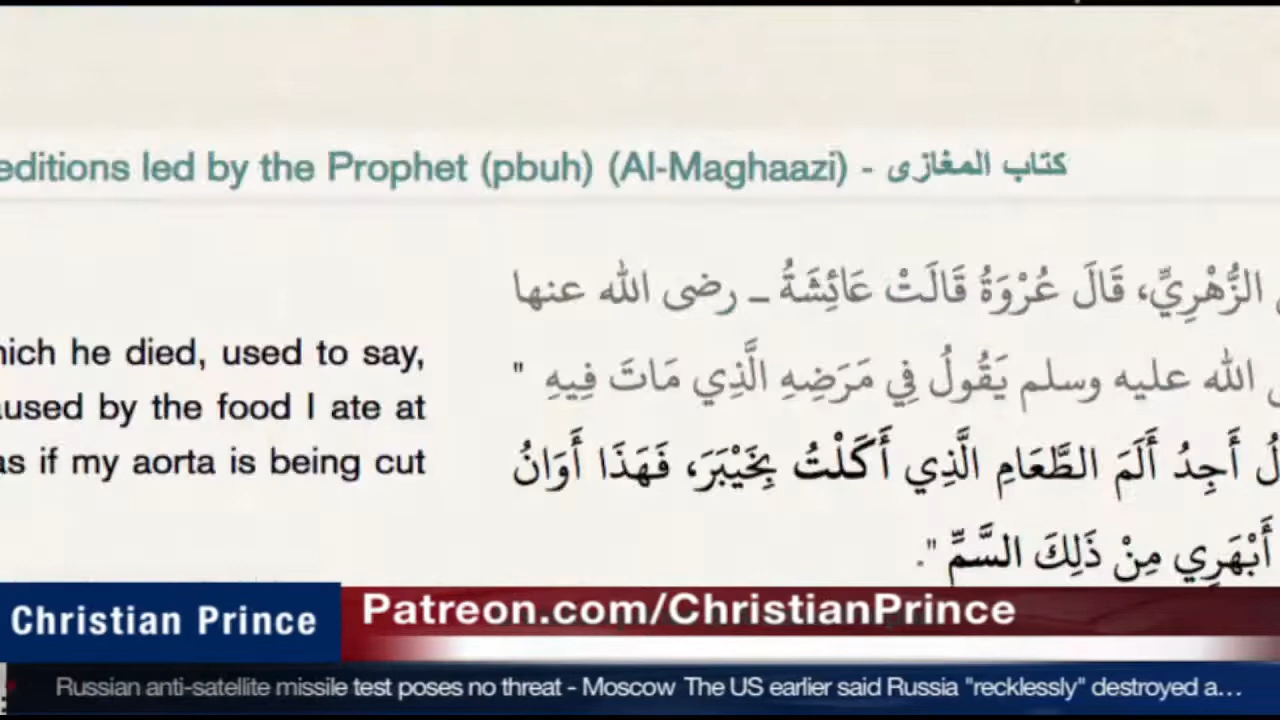 editions led by the Prophet (pbuh) (Al-Maghaazi) - كتاب المغازى
الزُّهْرِيِّ، قَالَ عُرْوَةُ قَالَتْ عَائِشَةُ ـ رضى الله عنها
hich he died, used to say,
الله عليه وسلم يَقُولُ فِي مَرَضِهِ الَّذِي مَاتَ فِيهِ ‏"‏
aused by the food I ate at
أَجِدُ أَلَمَ الطَّعَامِ الَّذِي أَكَلْتُ بِخَيْبَرَ، فَهَذَا أَوَانُ
as if my aorta is being cut
أَبْهَرِي مِنْ ذَلِكَ السَّمِّ ‏"‏‏.‏
Christian Prince
Patreon.com/ChristianPrince
Russian anti-satellite missile test poses no threat - Moscow The US earlier said Russia "recklessly" destroyed a…